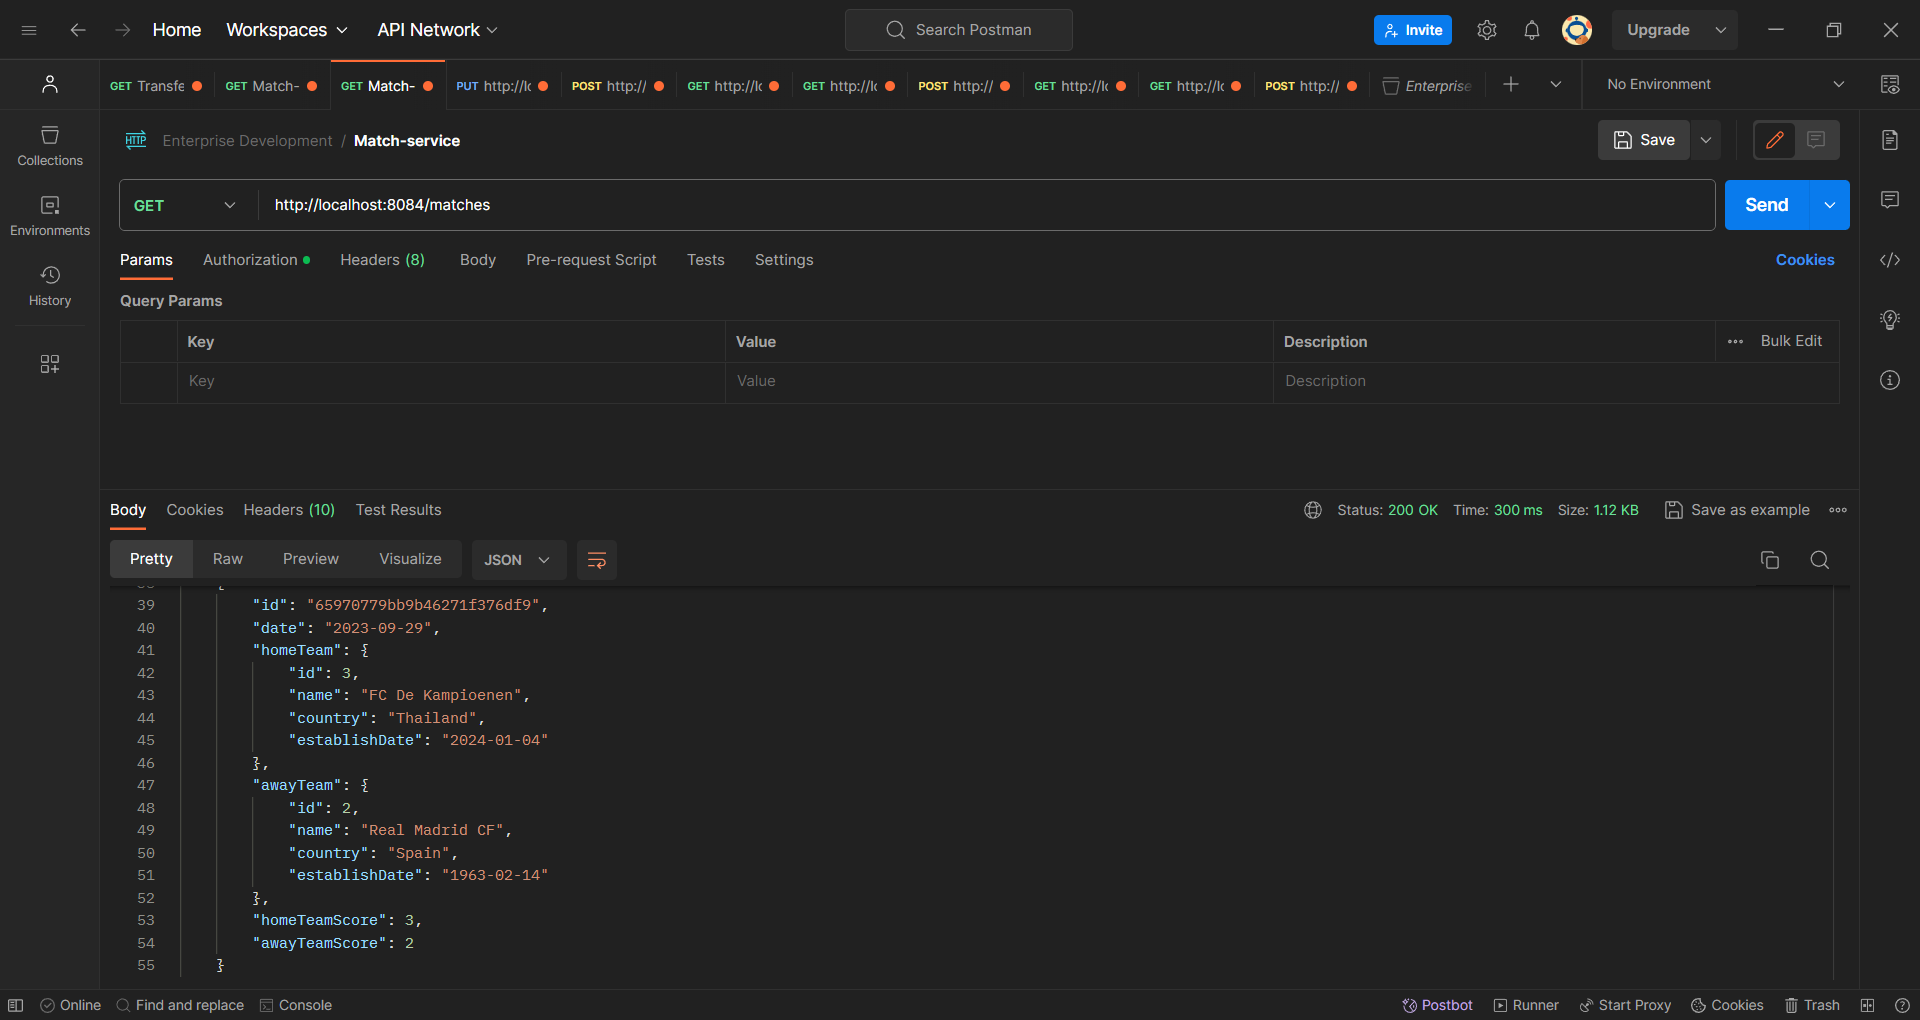 Home Workspaces API Network Search Postman Invite Upgrade
GET Transfe GET Match- GET Match- PUT http://lc POST http:// GET http://lc GET http://lc POST http:// GET http://lc GET http://lc POST http:// Enterprise No Environment
Collections
Environments
History
HTTP Enterprise Development / Match-service Save
GET http://localhost:8084/matches Send
Params Authorization Headers (8) Body Pre-request Script Tests Settings Cookies
Query Params
Key Value Description Bulk Edit
Key Value Description
Body Cookies Headers (10) Test Results Status: 200 OK Time: 300 ms Size: 1.12 KB Save as example
Pretty Raw Preview Visualize JSON
39 "id": "65970779bb9b46271f376df9",
40 "date": "2023-09-29",
41 "homeTeam": {
42 "id": 3,
43 "name": "FC De Kampioenen",
44 "country": "Thailand",
45 "establishDate": "2024-01-04"
46 },
47 "awayTeam": {
48 "id": 2,
49 "name": "Real Madrid CF",
50 "country": "Spain",
51 "establishDate": "1963-02-14"
52 },
53 "homeTeamScore": 3,
54 "awayTeamScore": 2
55 }
Online Find and replace Console Postbot Runner Start Proxy Cookies Trash